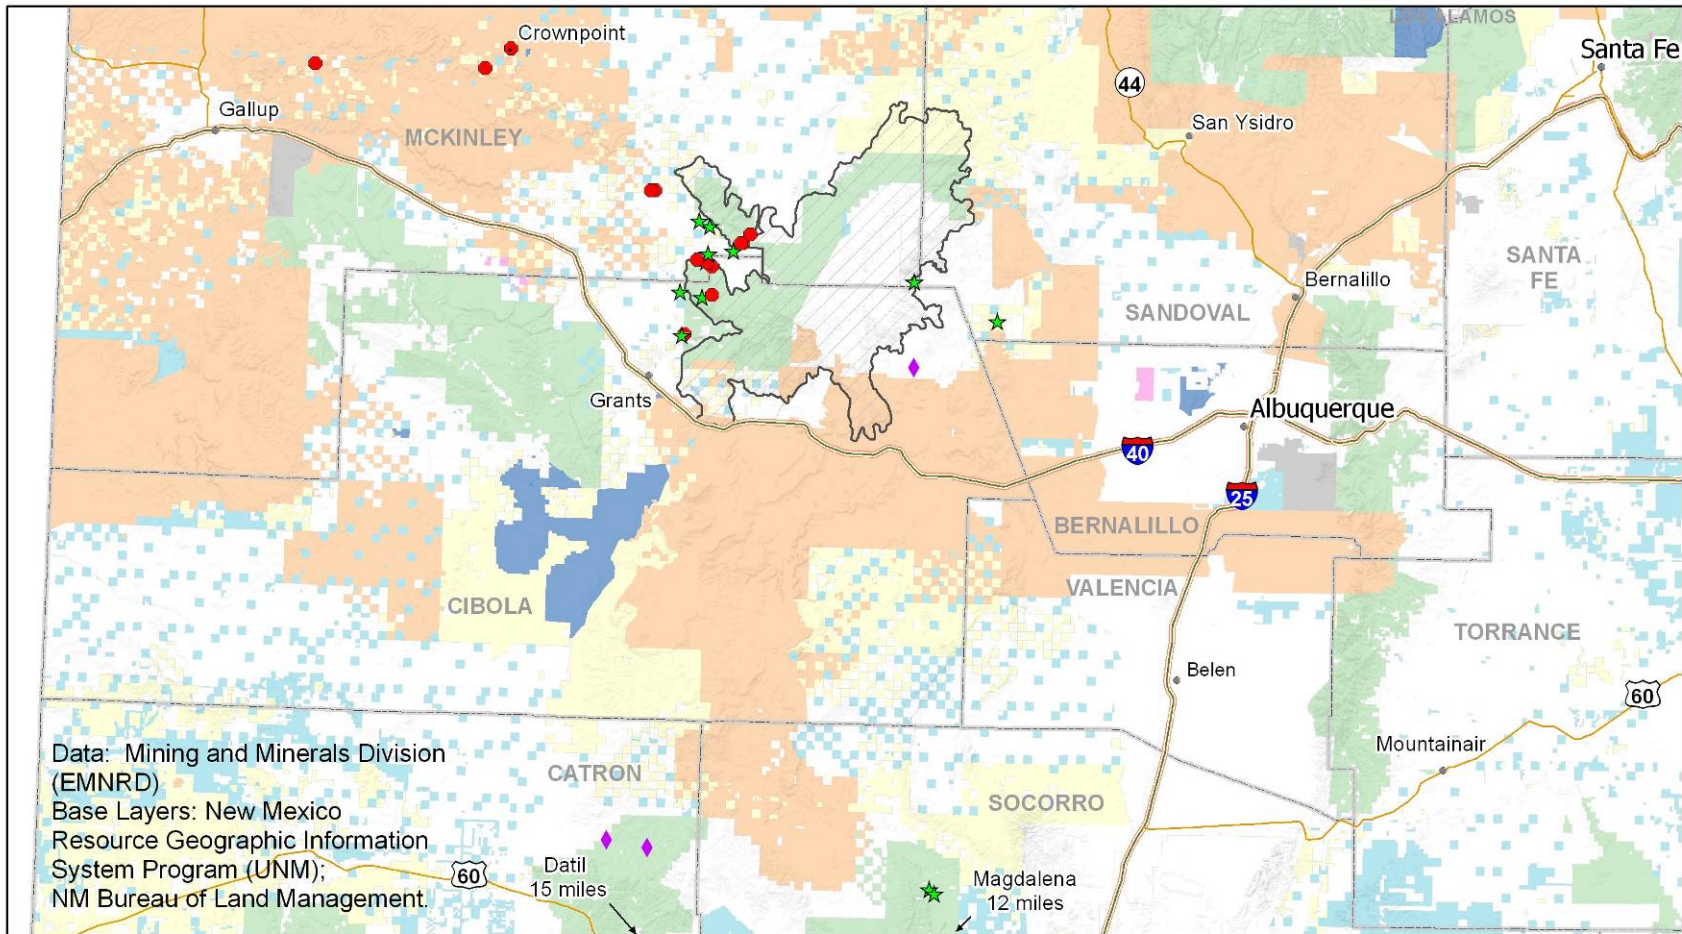 LOS ALAMOS
Crownpoint
Santa Fe
44
Gallup
San Ysidro
MCKINLEY
SANTA
FE
Bernalillo
SANDOVAL
Grants
Albuquerque
40
25
BERNALILLO
VALENCIA
CIBOLA
TORRANCE
Belen
60
Mountainair
Data: Mining and Minerals Division
(EMNRD)
Base Layers: New Mexico
Resource Geographic Information
System Program (UNM);
NM Bureau of Land Management.
CATRON
SOCORRO
60
Datil
15 miles
Magdalena
12 miles